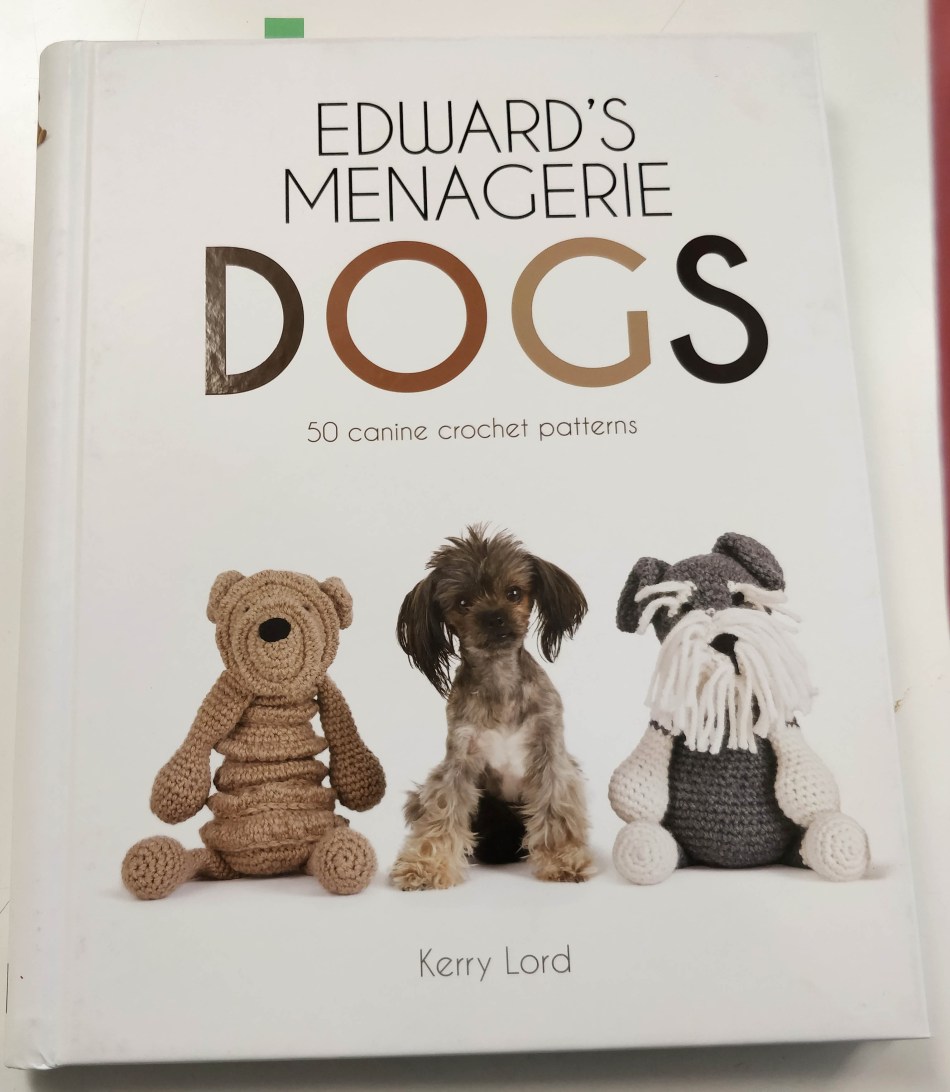 EDWARD'S
MENAGERIE
DOGS
50 canine crochet patterns
Kerry Lord